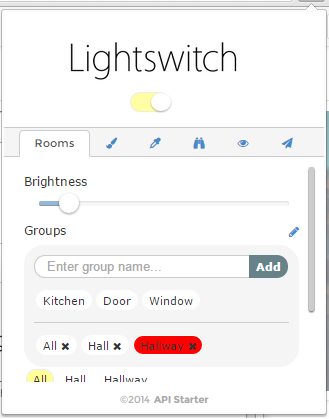 Lightswitch
Rooms
Brightness
Groups
Enter group name...
Add
Kitchen Door Window
All × Hall × Hallway ×
All Hall Hallway
©2014 API Starter